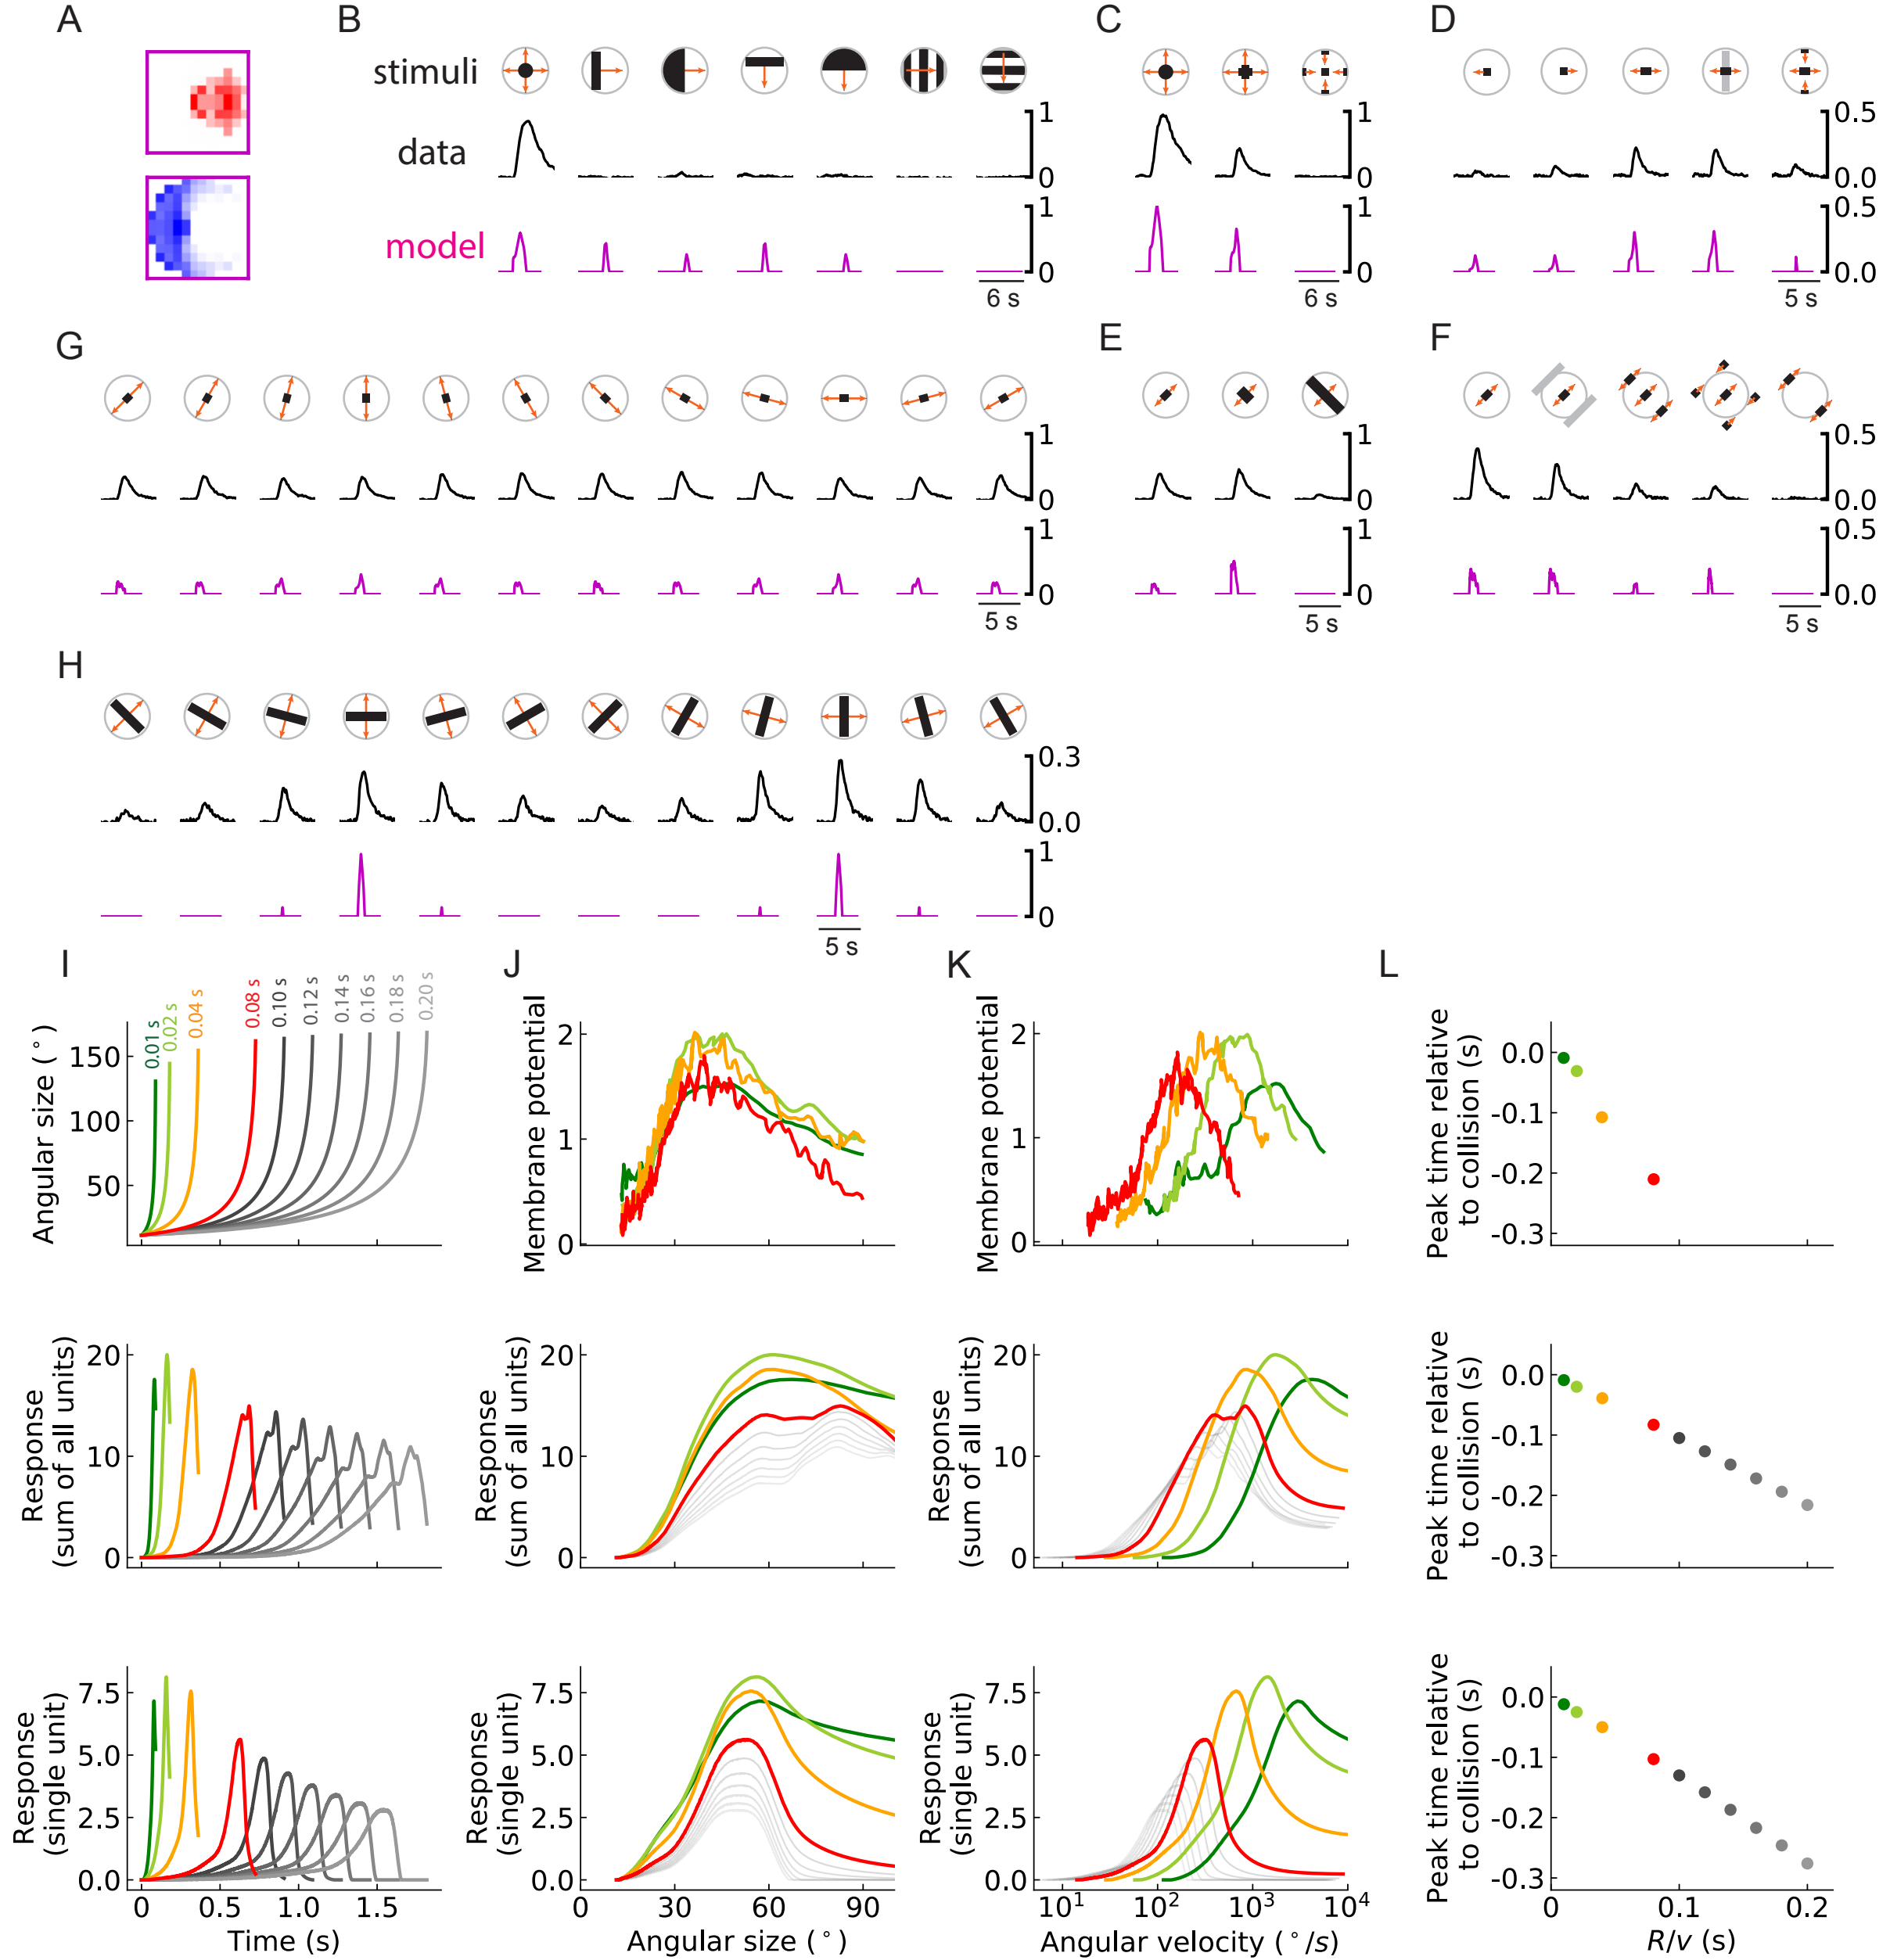 A
B
C
D
stimuli
data
model
1
0
1
0
6 s
1
0
1
0
6 s
0.5
0.0
0.5
0.0
5 s
G
E
F
1
0
1
0
5 s
1
0
1
0
5 s
0.5
0.0
0.5
0.0
5 s
H
0.3
0.0
1
0
5 s
I
J
K
L
0.01 s
0.02 s
0.04 s
0.08 s
0.10 s
0.12 s
0.14 s
0.16 s
0.18 s
0.20 s
Angular size (°)
150
100
50
Membrane potential
2
1
0
Membrane potential
2
1
0
Peak time relative
to collision (s)
0.0
-0.1
-0.2
-0.3
Response
(sum of all units)
20
10
0
Response
(sum of all units)
20
10
0
Response
(sum of all units)
20
10
0
Peak time relative
to collision (s)
0.0
-0.1
-0.2
-0.3
Response
(single unit)
7.5
5.0
2.5
0.0
0 0.5 1.0 1.5
Time (s)
Response
(single unit)
7.5
5.0
2.5
0.0
0 30 60 90
Angular size (°)
Response
(single unit)
7.5
5.0
2.5
0.0
10¹ 10² 10³ 10⁴
Angular velocity (°/s)
Peak time relative
to collision (s)
0.0
-0.1
-0.2
-0.3
0 0.1 0.2
R/v (s)